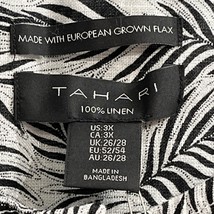 MADE WITH EUROPEAN GROWN FLAX
TAHARI
100% LINEN
US:3X
CA:3X
UK:26/28
EU:52/54
AU:26/28
MADE IN
BANGLADESH